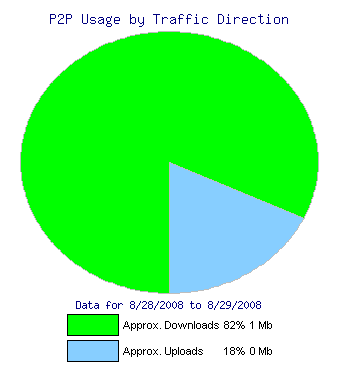 P2P Usage by Traffic Direction
Data for 8/28/2008 to 8/29/2008
Approx. Downloads 82% 1 Mb
Approx. Uploads 18% 0 Mb